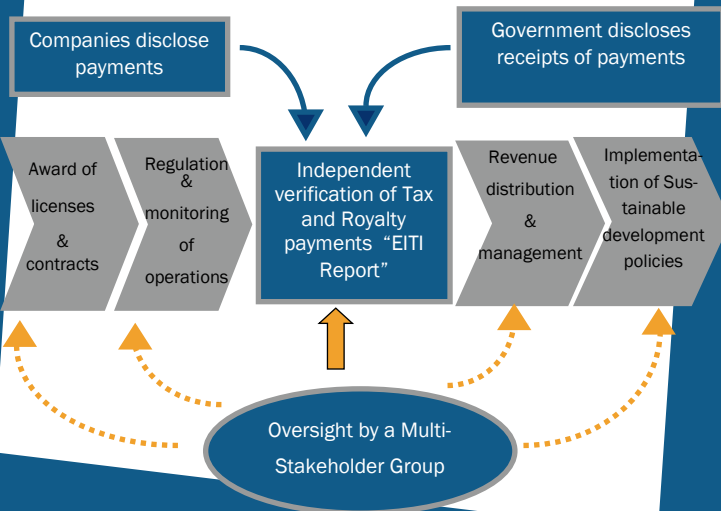 Companies disclose
payments
Government discloses
receipts of payments
Award of
licenses
&
contracts
Regulation
&
monitoring
of
operations
Independent
verification of Tax
and Royalty
payments “EITI
Report”
Revenue
distribution
&
management
Implementa-
tion of Sus-
tainable
development
policies
Oversight by a Multi-
Stakeholder Group